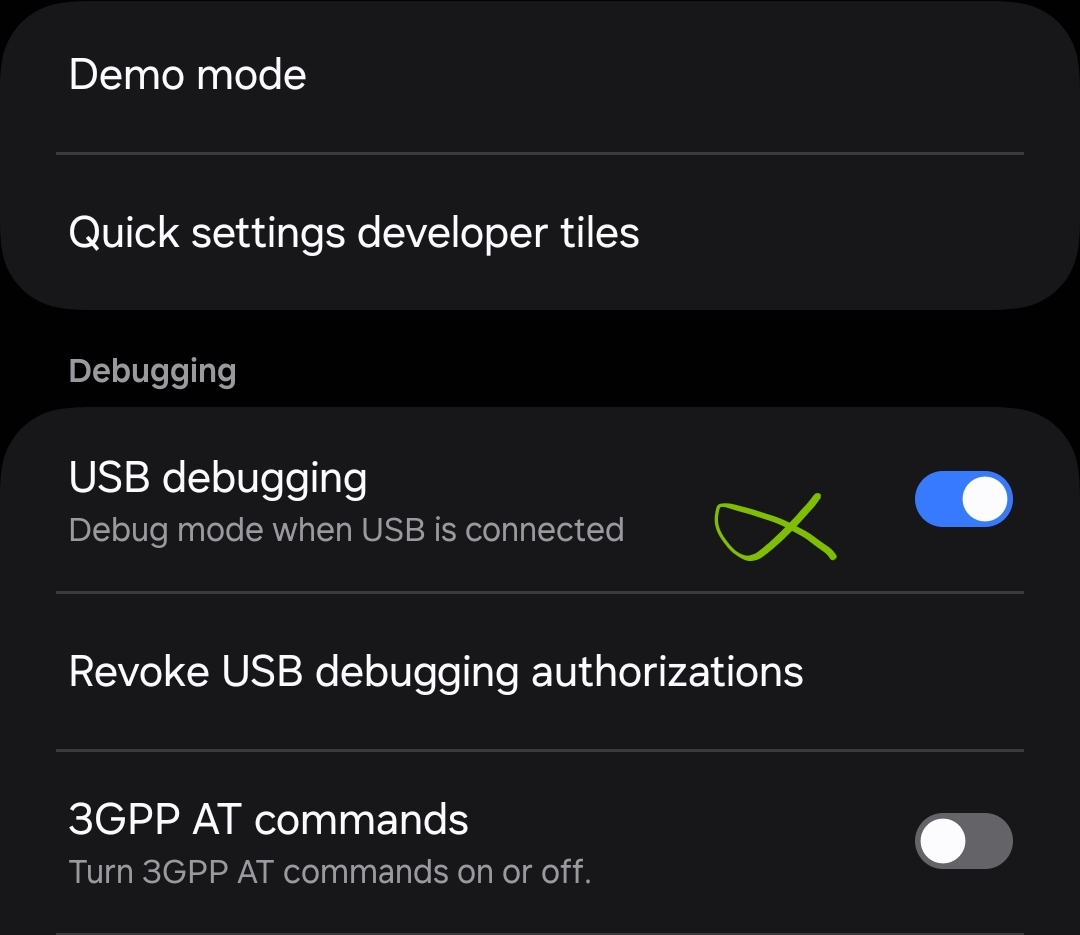 Demo mode
Quick settings developer tiles
Debugging
USB debugging
Debug mode when USB is connected
Revoke USB debugging authorizations
3GPP AT commands
Turn 3GPP AT commands on or off.